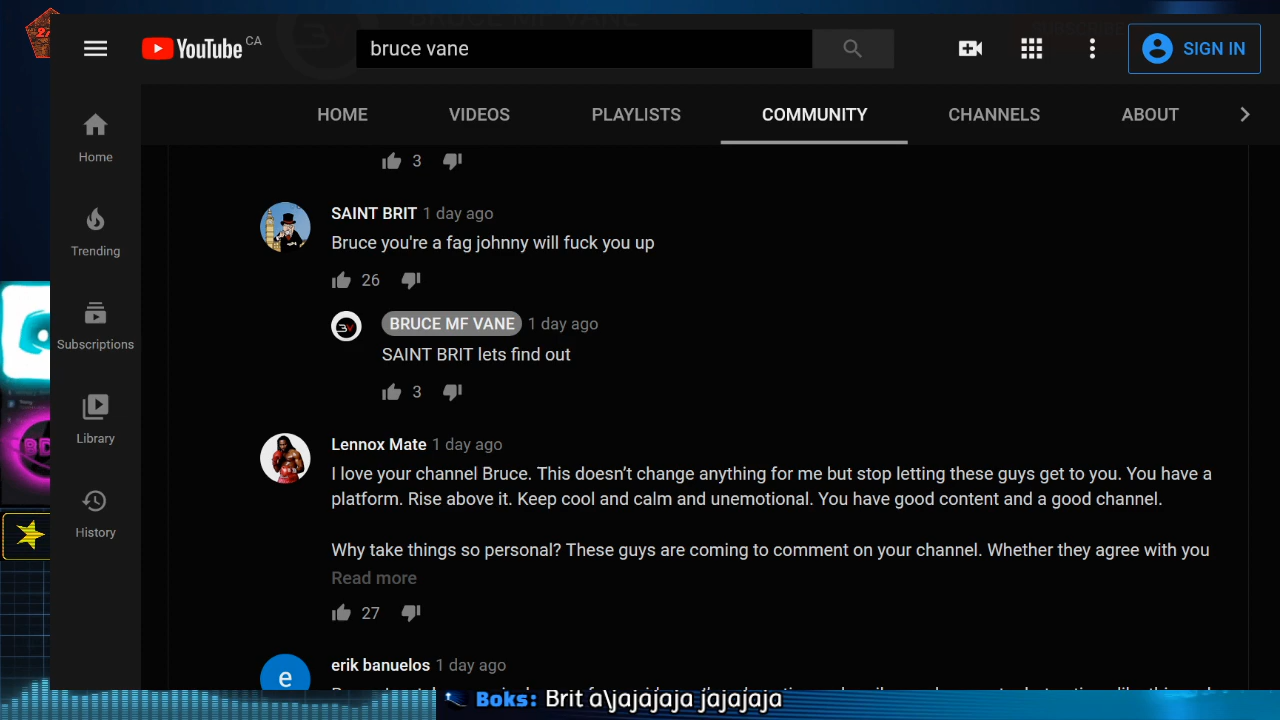 BRUCE MF VANE
27
YouTube CA
bruce vane
SIGN IN
HOME VIDEOS PLAYLISTS COMMUNITY CHANNELS ABOUT
Home
Trending
Subscriptions
Library
History
3
SAINT BRIT 1 day ago
Bruce you're a fag johnny will fuck you up
26
BRUCE MF VANE 1 day ago
SAINT BRIT lets find out
3
Lennox Mate 1 day ago
I love your channel Bruce. This doesn’t change anything for me but stop letting these guys get to you. You have a
platform. Rise above it. Keep cool and calm and unemotional. You have good content and a good channel.
Why take things so personal? These guys are coming to comment on your channel. Whether they agree with you
Read more
27
erik banuelos 1 day ago
e
Boks: Brit a\jajajaja jajajaja